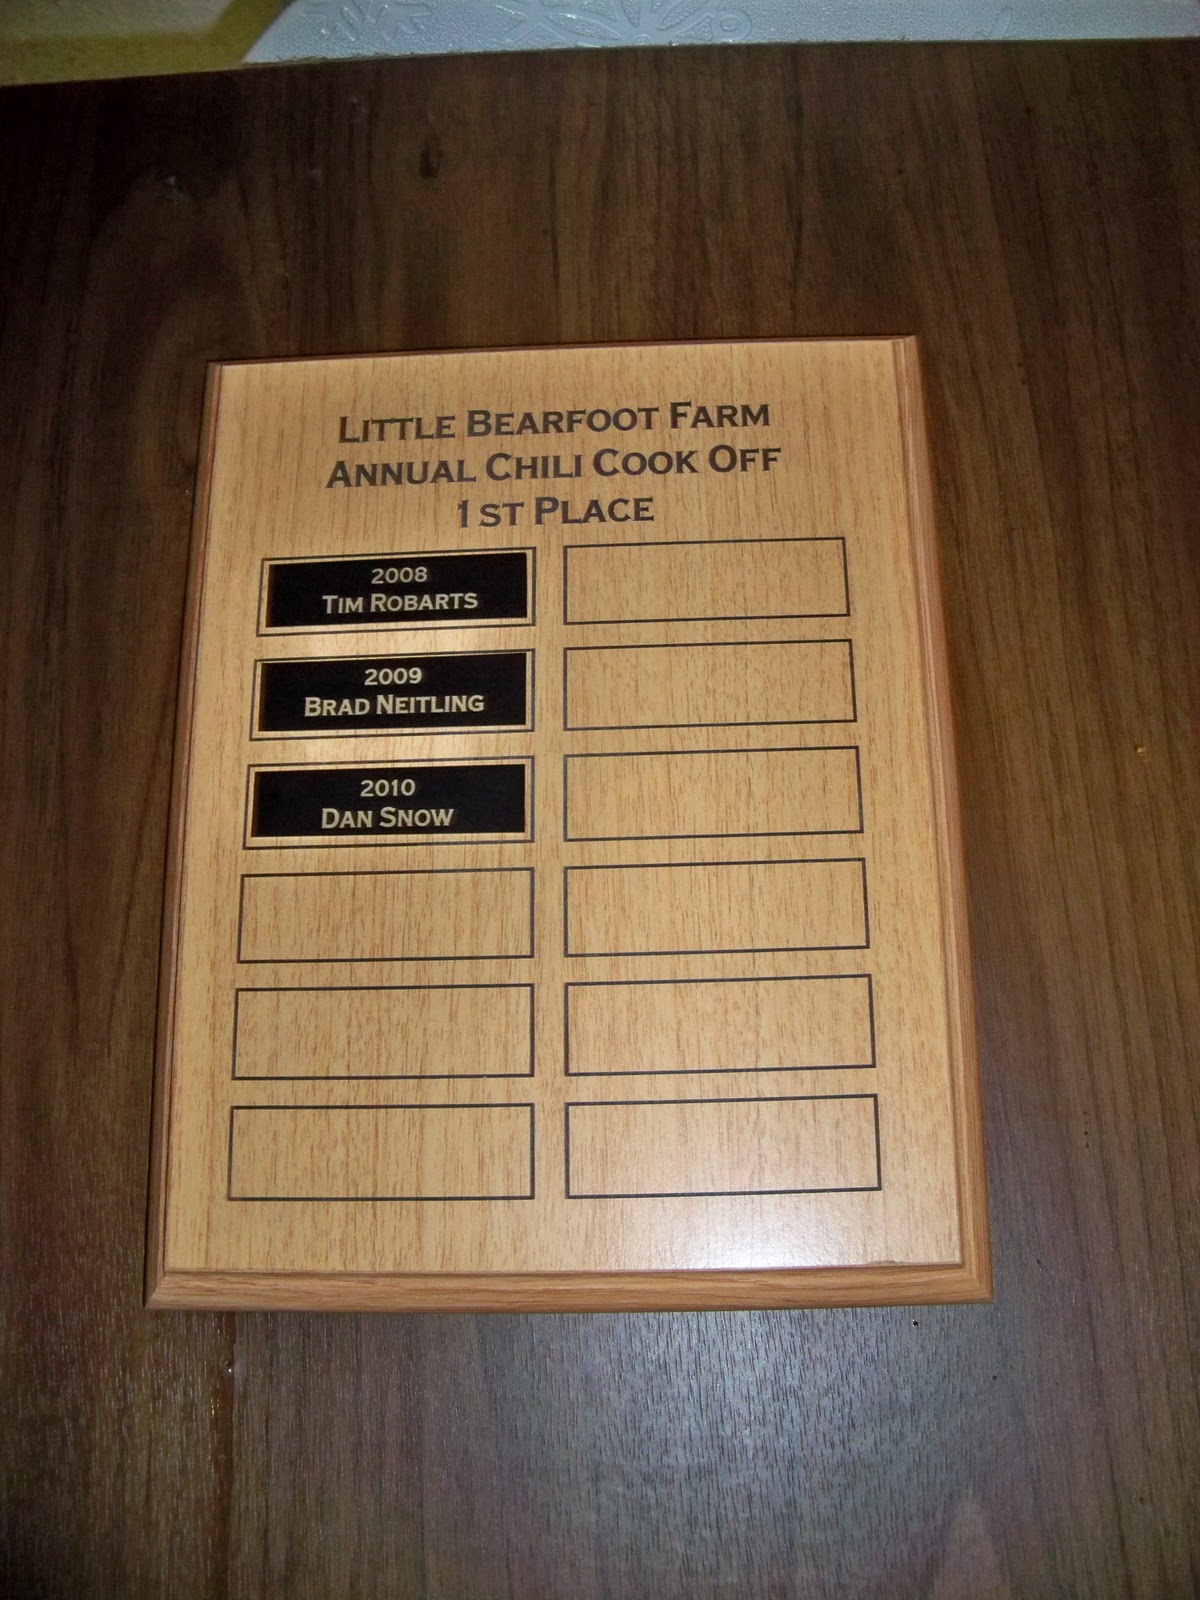 LITTLE BEARFOOT FARM
ANNUAL CHILI COOK OFF
1ST PLACE
2008
TIM ROBARTS
2009
BRAD NEITLING
2010
DAN SNOW